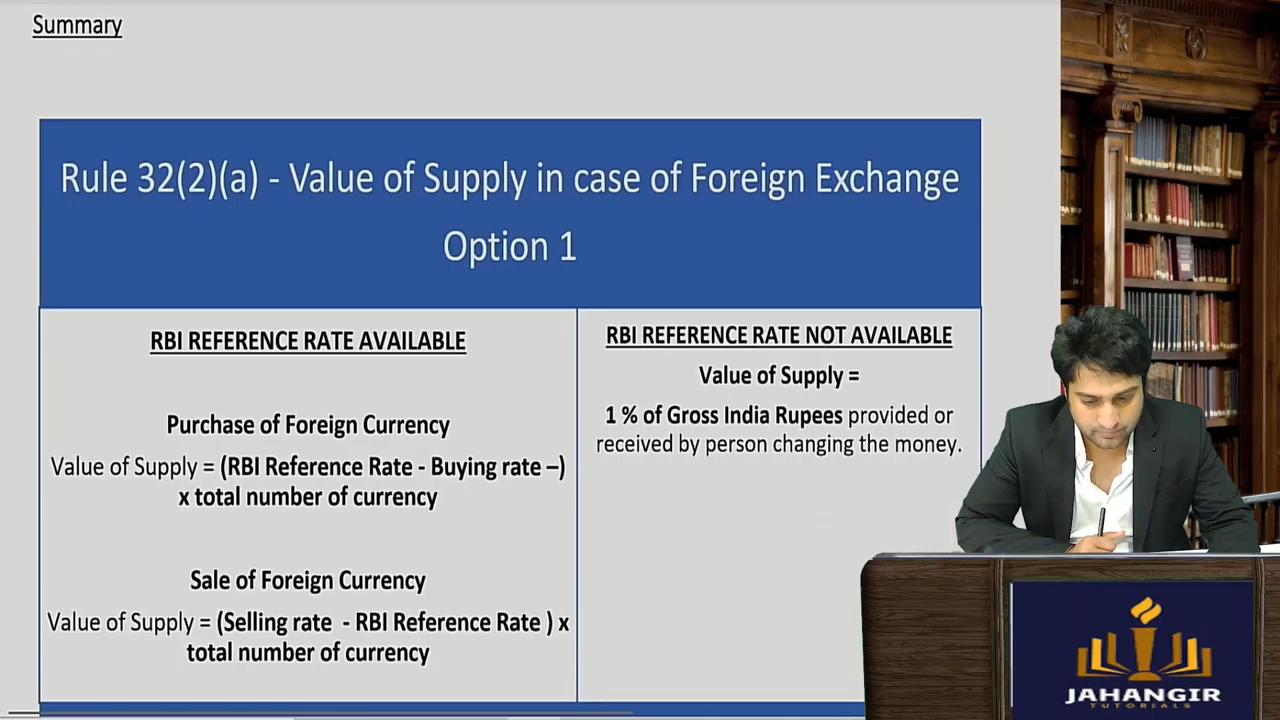 Summary
Rule 32(2)(a) - Value of Supply in case of Foreign Exchange
Option 1
RBI REFERENCE RATE AVAILABLE
Purchase of Foreign Currency
Value of Supply = (RBI Reference Rate - Buying rate –)
x total number of currency
Sale of Foreign Currency
Value of Supply = (Selling rate - RBI Reference Rate ) x
total number of currency
RBI REFERENCE RATE NOT AVAILABLE
Value of Supply =
1 % of Gross India Rupees provided or
received by person changing the money.
JAHANGIR
TUTORIALS